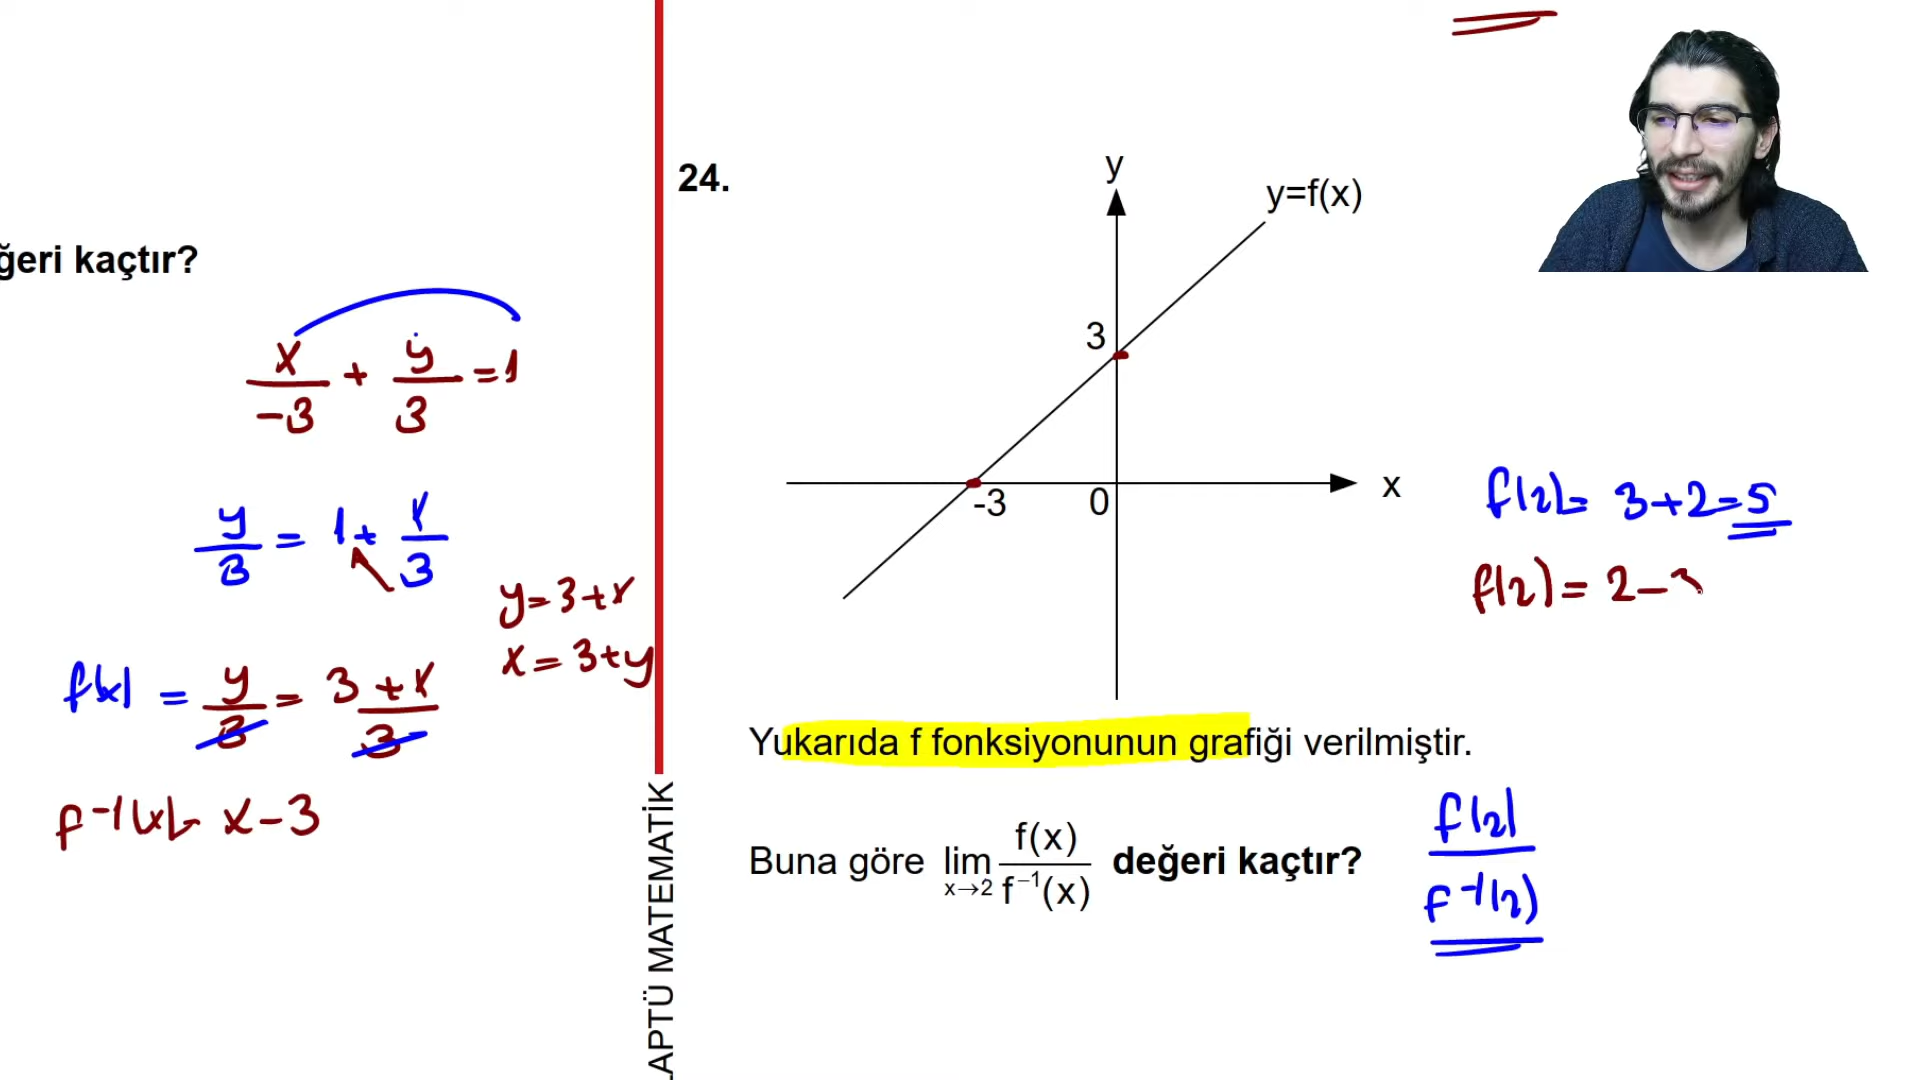 ğeri kaçtır?
x/-3 + y/3 = 1
y/3 = 1 + x/3
y = 3 + x
x = 3 + y
f(x) = y/3 = 3 + x/3
f⁻¹(x) = x - 3
APTÜ MATEMATİK
24.
y
y=f(x)
3
-3
0
x
f(2) = 3 + 2 = 5
f(2) = 2 - 3
Yukarıda f fonksiyonunun grafiği verilmiştir.
Buna göre lim x→2 f(x)/f⁻¹(x) değeri kaçtır?
f(2)
f⁻¹(2)